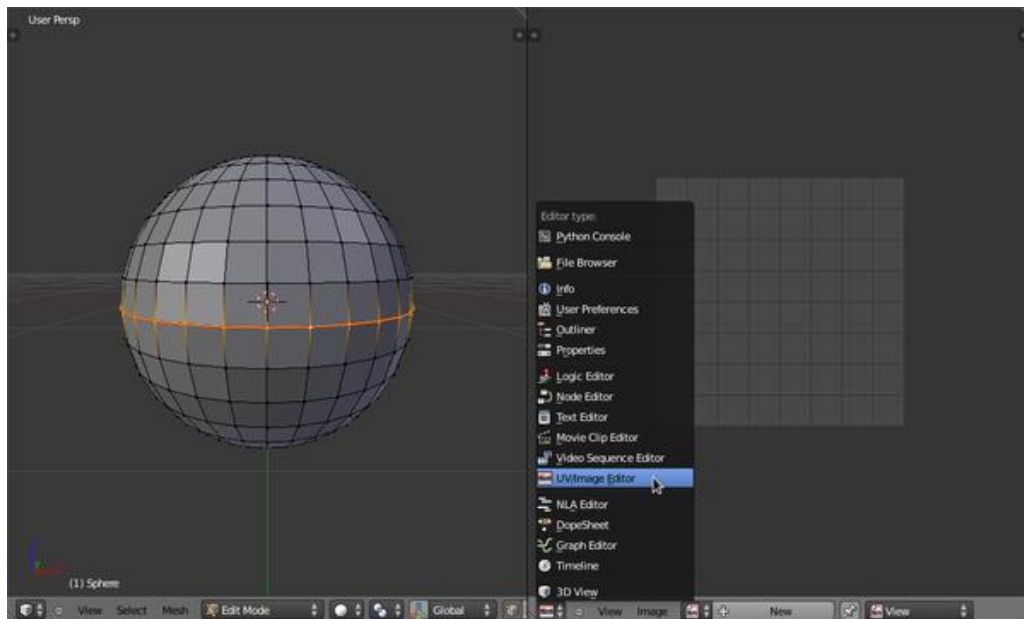 User Persp
Editor type:
Python Console
File Browser
Info
User Preferences
Outliner
Properties
Logic Editor
Node Editor
Text Editor
Movie Clip Editor
Video Sequence Editor
UV/Image Editor
NLA Editor
DopeSheet
Graph Editor
Timeline
3D View
(1) Sphere
View Select Mesh Edit Mode Global View Image New View